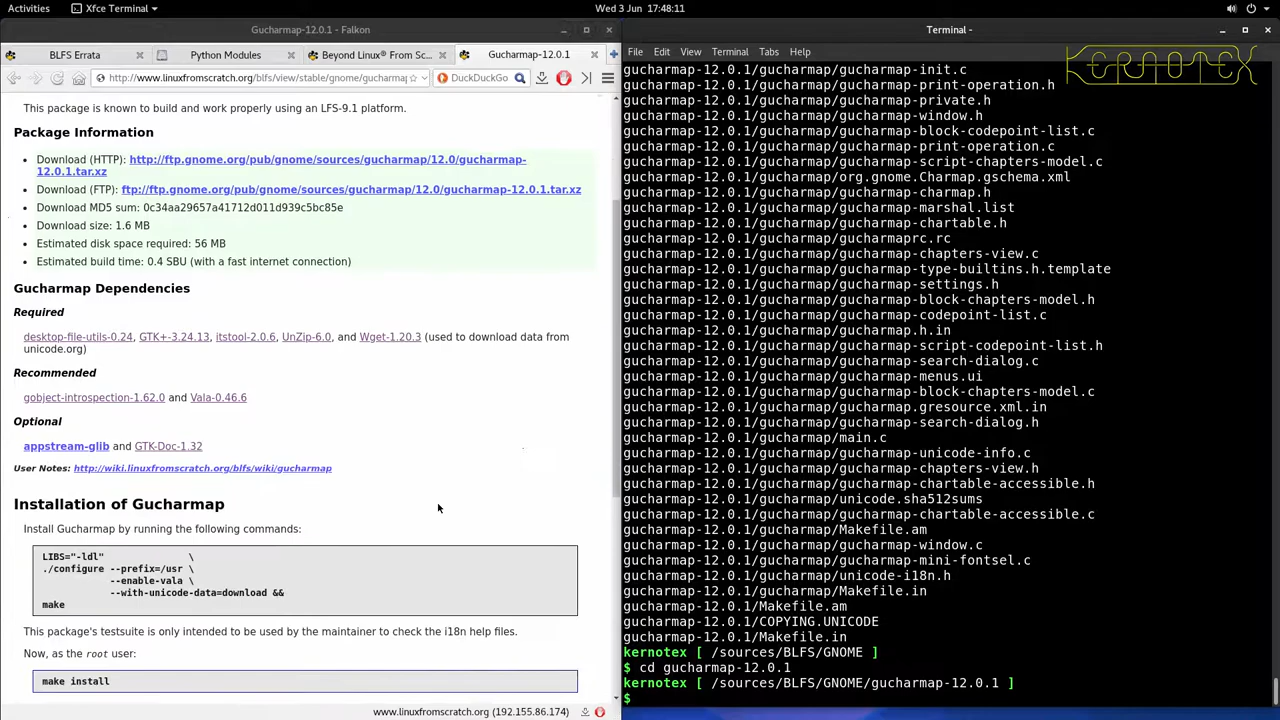 Activities
Xfce Terminal
Wed 3 Jun 17:48:11
Gucharmap-12.0.1 - Falkon
BLFS Errata
Python Modules
Beyond Linux® From Sc...
Gucharmap-12.0.1
http://www.linuxfromscratch.org/blfs/view/stable/gnome/gucharmap
DuckDuckGo
This package is known to build and work properly using an LFS-9.1 platform.
Package Information
Download (HTTP): http://ftp.gnome.org/pub/gnome/sources/gucharmap/12.0/gucharmap-
12.0.1.tar.xz
Download (FTP): ftp://ftp.gnome.org/pub/gnome/sources/gucharmap/12.0/gucharmap-12.0.1.tar.xz
Download MD5 sum: 0c34aa29657a41712d011d939c5bc85e
Download size: 1.6 MB
Estimated disk space required: 56 MB
Estimated build time: 0.4 SBU (with a fast internet connection)
Gucharmap Dependencies
Required
desktop-file-utils-0.24, GTK+-3.24.13, itstool-2.0.6, UnZip-6.0, and Wget-1.20.3 (used to download data from
unicode.org)
Recommended
gobject-introspection-1.62.0 and Vala-0.46.6
Optional
appstream-glib and GTK-Doc-1.32
User Notes: http://wiki.linuxfromscratch.org/blfs/wiki/gucharmap
Installation of Gucharmap
Install Gucharmap by running the following commands:
LIBS="-ldl" \
./configure --prefix=/usr \
--enable-vala \
--with-unicode-data=download &&
make
This package's testsuite is only intended to be used by the maintainer to check the i18n help files.
Now, as the root user:
make install
www.linuxfromscratch.org (192.155.86.174)
Terminal -
File Edit View Terminal Tabs Help
KERNOTEX
gucharmap-12.0.1/gucharmap/gucharmap-init.c
gucharmap-12.0.1/gucharmap/gucharmap-print-operation.h
gucharmap-12.0.1/gucharmap/gucharmap-private.h
gucharmap-12.0.1/gucharmap/gucharmap-window.h
gucharmap-12.0.1/gucharmap/gucharmap-block-codepoint-list.c
gucharmap-12.0.1/gucharmap/gucharmap-print-operation.c
gucharmap-12.0.1/gucharmap/gucharmap-script-chapters-model.c
gucharmap-12.0.1/gucharmap/org.gnome.Charmap.gschema.xml
gucharmap-12.0.1/gucharmap/gucharmap-charmap.h
gucharmap-12.0.1/gucharmap/gucharmap-marshal.list
gucharmap-12.0.1/gucharmap/gucharmap-chartable.h
gucharmap-12.0.1/gucharmap/gucharmaprc.rc
gucharmap-12.0.1/gucharmap/gucharmap-chapters-view.c
gucharmap-12.0.1/gucharmap/gucharmap-type-builtins.h.template
gucharmap-12.0.1/gucharmap/gucharmap-settings.h
gucharmap-12.0.1/gucharmap/gucharmap-block-chapters-model.h
gucharmap-12.0.1/gucharmap/gucharmap-codepoint-list.c
gucharmap-12.0.1/gucharmap/gucharmap.h.in
gucharmap-12.0.1/gucharmap/gucharmap-script-codepoint-list.h
gucharmap-12.0.1/gucharmap/gucharmap-search-dialog.c
gucharmap-12.0.1/gucharmap/gucharmap-menus.ui
gucharmap-12.0.1/gucharmap/gucharmap-block-chapters-model.c
gucharmap-12.0.1/gucharmap/gucharmap.gresource.xml.in
gucharmap-12.0.1/gucharmap/gucharmap-search-dialog.h
gucharmap-12.0.1/gucharmap/main.c
gucharmap-12.0.1/gucharmap/gucharmap-unicode-info.c
gucharmap-12.0.1/gucharmap/gucharmap-chapters-view.h
gucharmap-12.0.1/gucharmap/gucharmap-chartable-accessible.h
gucharmap-12.0.1/gucharmap/unicode.sha512sums
gucharmap-12.0.1/gucharmap/gucharmap-chartable-accessible.c
gucharmap-12.0.1/gucharmap/Makefile.am
gucharmap-12.0.1/gucharmap/gucharmap-window.c
gucharmap-12.0.1/gucharmap/gucharmap-mini-fontsel.c
gucharmap-12.0.1/gucharmap/unicode-i18n.h
gucharmap-12.0.1/gucharmap/Makefile.in
gucharmap-12.0.1/Makefile.am
gucharmap-12.0.1/COPYING.UNICODE
gucharmap-12.0.1/Makefile.in
kernotex [ /sources/BLFS/GNOME ]
$ cd gucharmap-12.0.1
kernotex [ /sources/BLFS/GNOME/gucharmap-12.0.1 ]
$